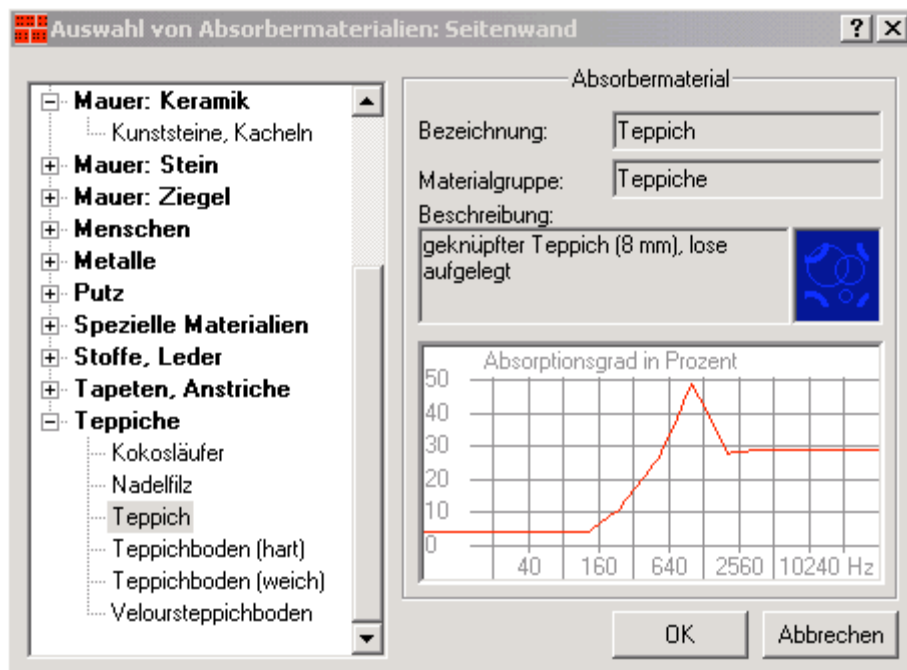 Auswahl von Absorbermaterialien: Seitenwand
Mauer: Keramik
Kunststeine, Kacheln
Mauer: Stein
Mauer: Ziegel
Menschen
Metalle
Putz
Spezielle Materialien
Stoffe, Leder
Tapeten, Anstriche
Teppiche
Kokosläufer
Nadelfilz
Teppich
Teppichboden (hart)
Teppichboden (weich)
Veloursteppichboden
Absorbermaterial
Bezeichnung: Teppich
Materialgruppe: Teppiche
Beschreibung:
geknüpfter Teppich (8 mm), lose
aufgelegt
Absorptionsgrad in Prozent
50
40
30
20
10
0
40 160 640 2560 10240 Hz
OK Abbrechen